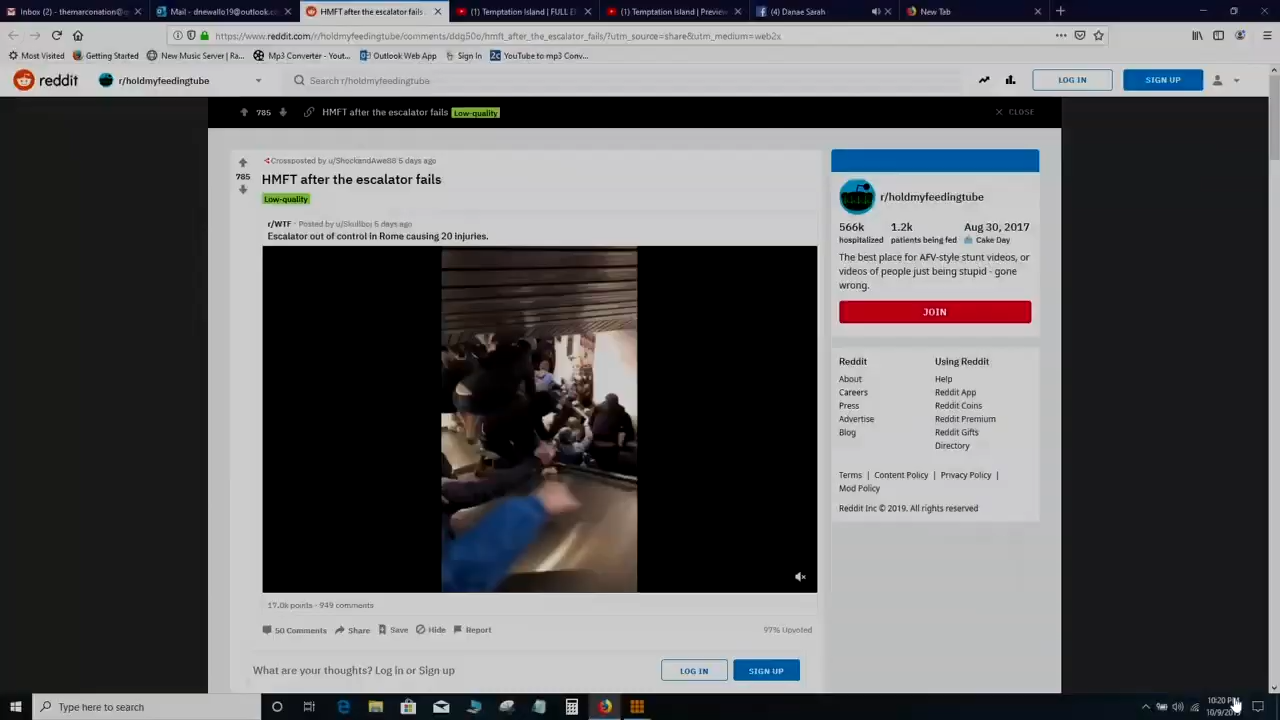 Inbox (2) - themarconation@
Mail - dnewallo19@outlook.co
HMFT after the escalator fails
(1) Temptation Island | FULL E
(1) Temptation Island | Preview
(4) Danae Sarah
New Tab
https://www.reddit.com/r/holdmyfeedingtube/comments/ddg50o/hmft_after_the_escalator_fails/?utm_source=share&utm_medium=web2x
Most Visited Getting Started New Music Server | Ra... Mp3 Converter - Yout... Outlook Web App Sign In YouTube to mp3 Conv...
reddit r/holdmyfeedingtube Search r/holdmyfeedingtube LOG IN SIGN UP
785 HMFT after the escalator fails Low-quality CLOSE
Crossposted by u/ShockandAwe88 5 days ago
785
HMFT after the escalator fails
Low-quality
r/WTF · Posted by u/Skullboj 5 days ago
Escalator out of control in Rome causing 20 injuries.
17.0k points · 949 comments
50 Comments Share Save Hide Report 97% Upvoted
What are your thoughts? Log in or Sign up LOG IN SIGN UP
r/holdmyfeedingtube
566k 1.2k Aug 30, 2017
hospitalized patients being fed Cake Day
The best place for AFV-style stunt videos, or
videos of people just being stupid - gone
wrong.
JOIN
Reddit Using Reddit
About Help
Careers Reddit App
Press Reddit Coins
Advertise Reddit Premium
Blog Reddit Gifts
Directory
Terms | Content Policy | Privacy Policy |
Mod Policy
Reddit Inc © 2019. All rights reserved
Type here to search
10:20 PM